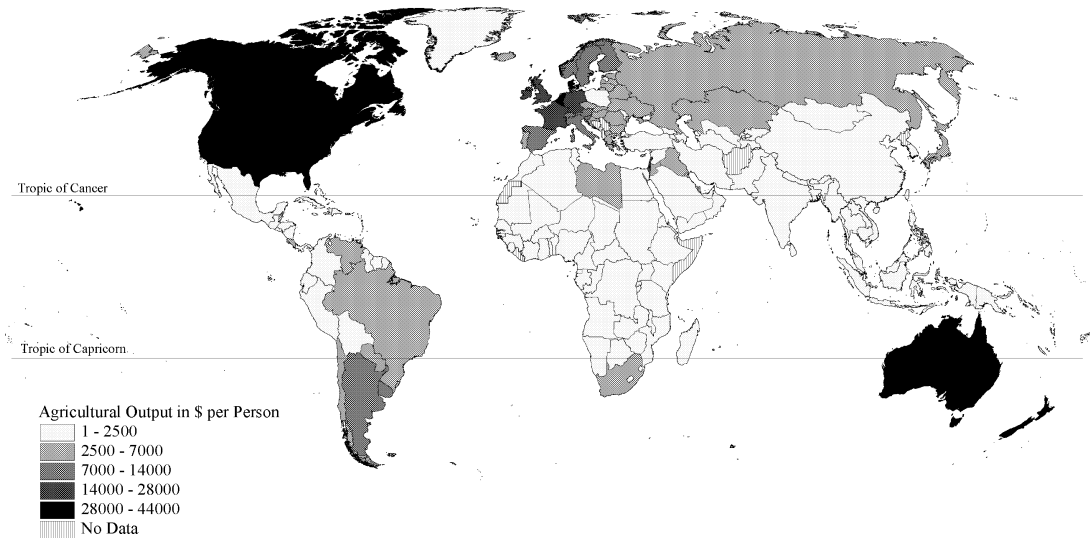 Tropic of Cancer
Tropic of Capricorn
Agricultural Output in $ per Person
1 - 2500
2500 - 7000
7000 - 14000
14000 - 28000
28000 - 44000
No Data